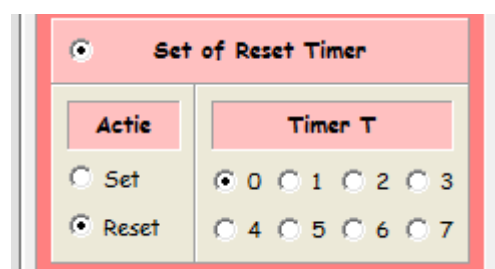 Set of Reset Timer
Actie
Timer T
Set
0 1 2 3
Reset
4 5 6 7